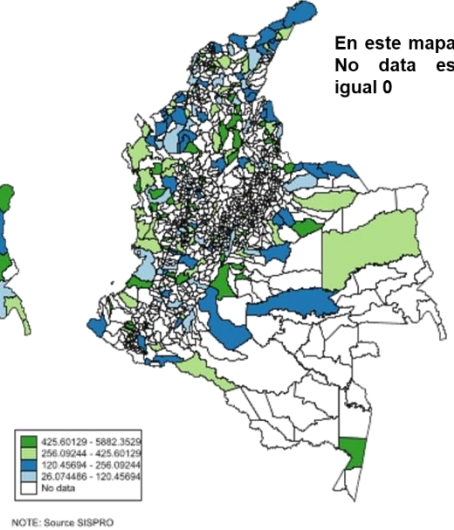 En este mapa
No data es
igual 0
425.60129 - 5882.3529
256.09244 - 425.60129
120.45694 - 256.09244
26.074486 - 120.45694
No data
NOTE: Source SISPRO